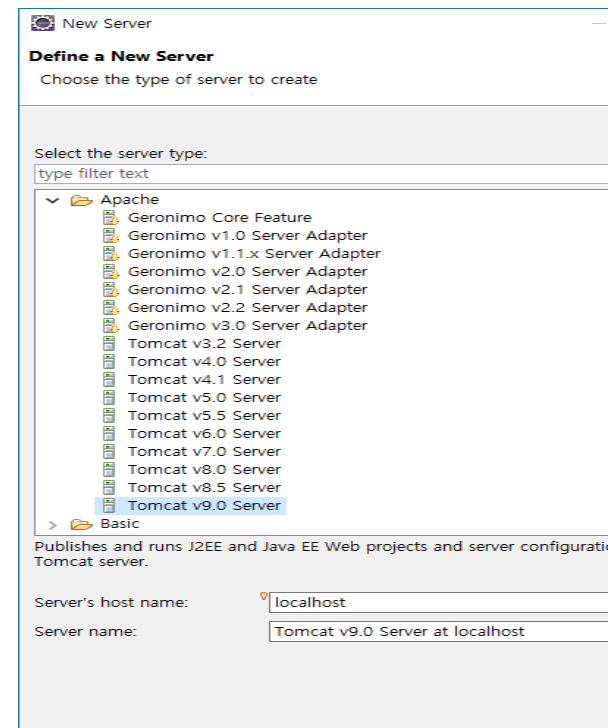 New Server
Define a New Server
Choose the type of server to create
Select the server type:
type filter text
Apache
Geronimo Core Feature
Geronimo v1.0 Server Adapter
Geronimo v1.1.x Server Adapter
Geronimo v2.0 Server Adapter
Geronimo v2.1 Server Adapter
Geronimo v2.2 Server Adapter
Geronimo v3.0 Server Adapter
Tomcat v3.2 Server
Tomcat v4.0 Server
Tomcat v4.1 Server
Tomcat v5.0 Server
Tomcat v5.5 Server
Tomcat v6.0 Server
Tomcat v7.0 Server
Tomcat v8.0 Server
Tomcat v8.5 Server
Tomcat v9.0 Server
Basic
Publishes and runs J2EE and Java EE Web projects and server configurati
Tomcat server.
Server's host name: localhost
Server name: Tomcat v9.0 Server at localhost